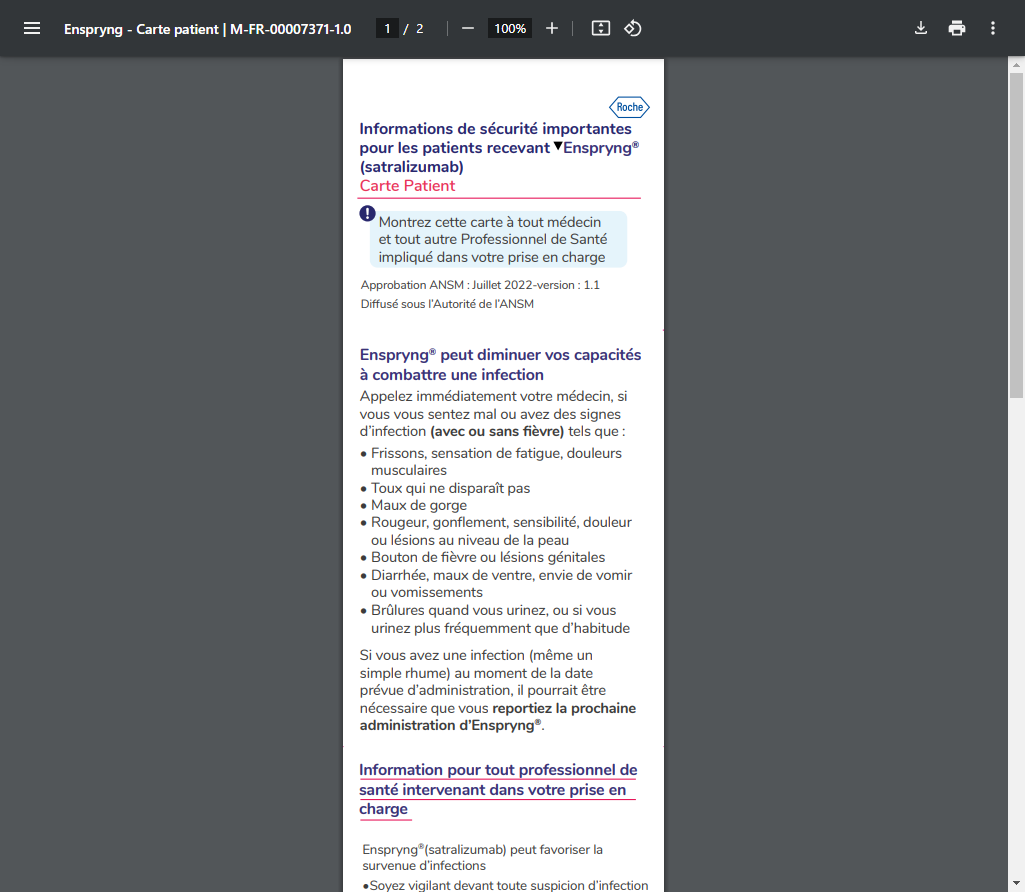 Enspryng - Carte patient | M-FR-00007371-1.0
1 / 2
100%
Roche
Informations de sécurité importantes
pour les patients recevant ▼Enspryng®
(satralizumab)
Carte Patient
Montrez cette carte à tout médecin
et tout autre Professionnel de Santé
impliqué dans votre prise en charge
Approbation ANSM : Juillet 2022-version : 1.1
Diffusé sous l'Autorité de l'ANSM
Enspryng® peut diminuer vos capacités
à combattre une infection
Appelez immédiatement votre médecin, si
vous vous sentez mal ou avez des signes
d'infection (avec ou sans fièvre) tels que :
• Frissons, sensation de fatigue, douleurs
musculaires
• Toux qui ne disparaît pas
• Maux de gorge
• Rougeur, gonflement, sensibilité, douleur
ou lésions au niveau de la peau
• Bouton de fièvre ou lésions génitales
• Diarrhée, maux de ventre, envie de vomir
ou vomissements
• Brûlures quand vous urinez, ou si vous
urinez plus fréquemment que d'habitude
Si vous avez une infection (même un
simple rhume) au moment de la date
prévue d'administration, il pourrait être
nécessaire que vous reportiez la prochaine
administration d'Enspryng®.
Information pour tout professionnel de
santé intervenant dans votre prise en
charge
Enspryng®(satralizumab) peut favoriser la
survenue d'infections
•Soyez vigilant devant toute suspicion d'infection